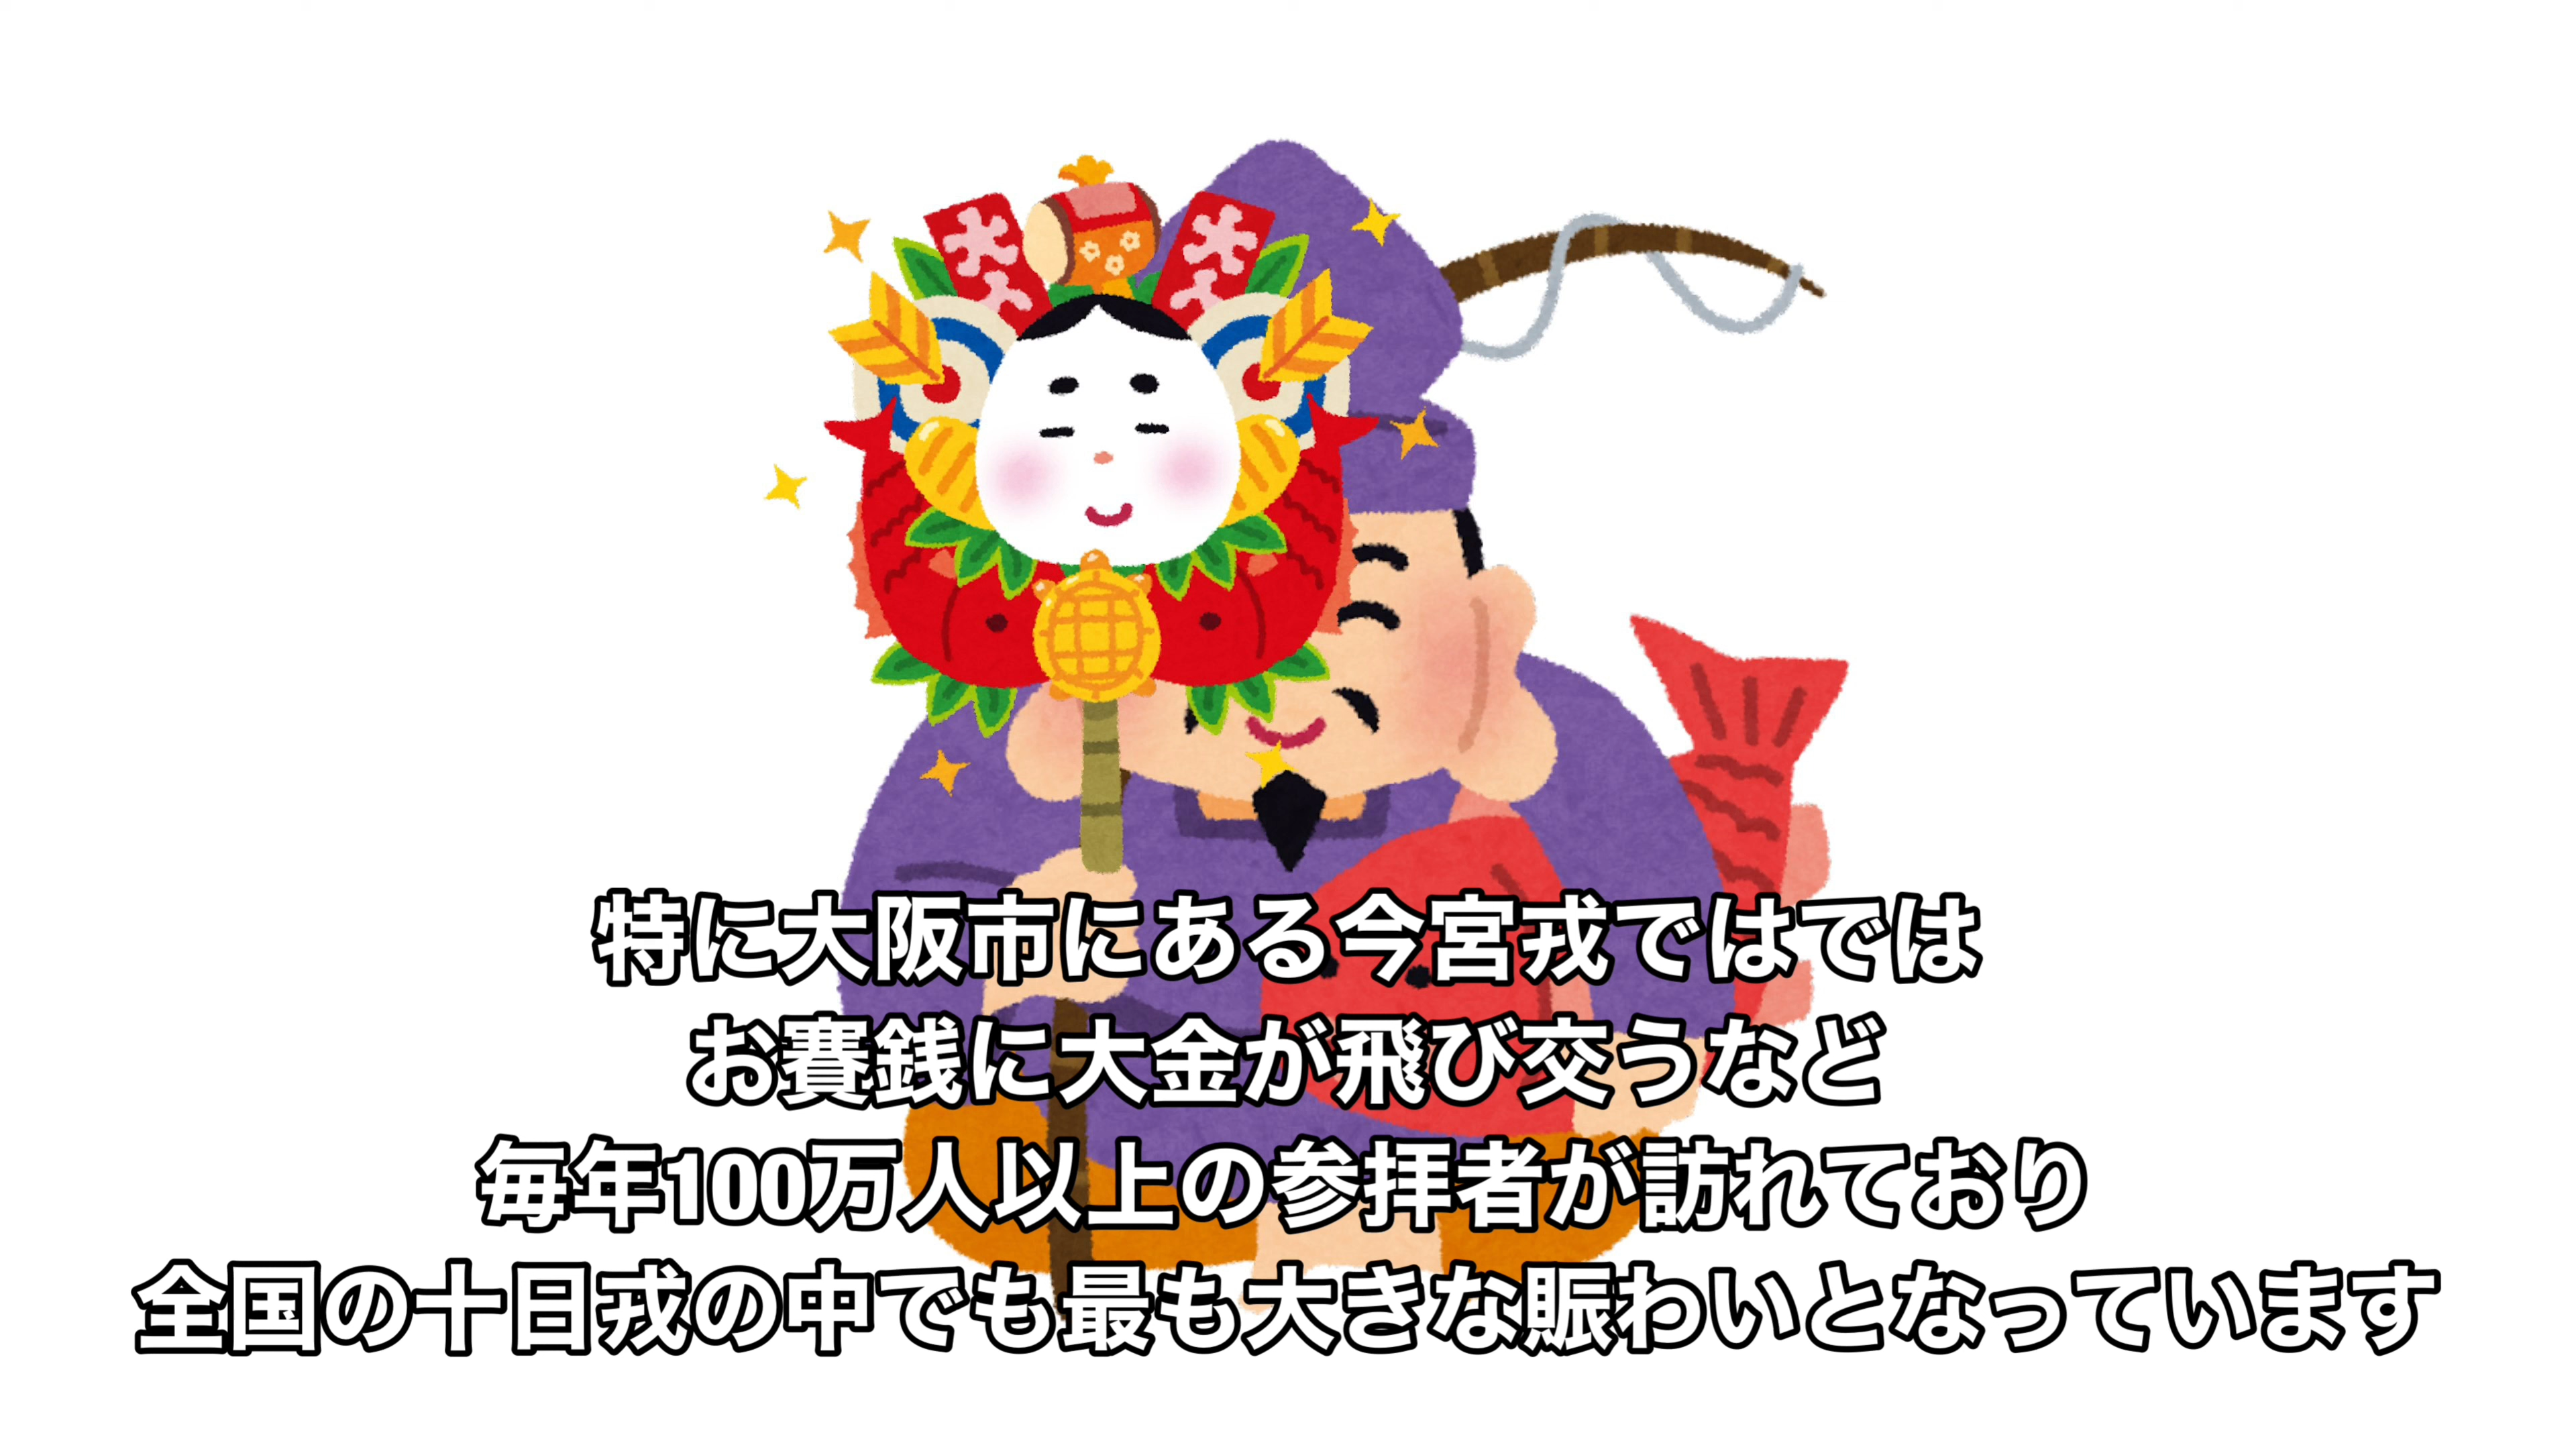 特に大阪市にある今宮戎ではでは
お賽銭に大金が飛び交うなど
毎年100万人以上の参拝者が訪れており
全国の十日戎の中でも最も大きな賑わいとなっています